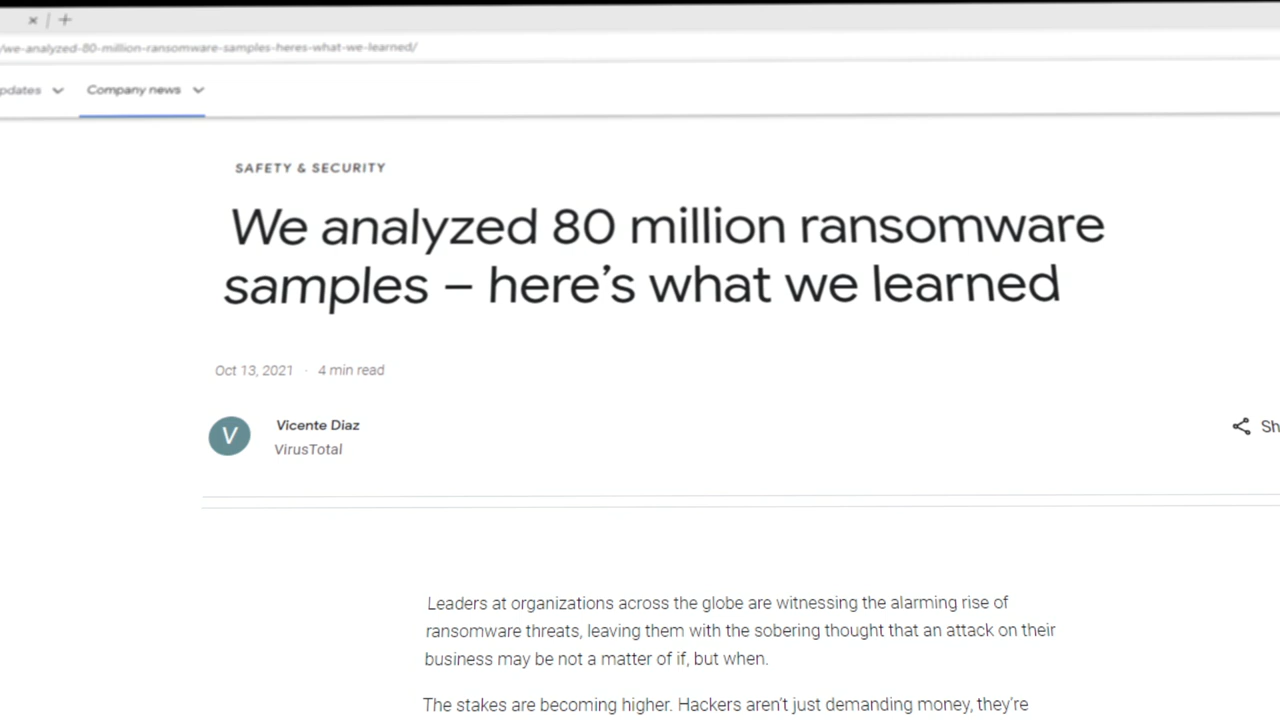 /we-analyzed-80-million-ransomware-samples-heres-what-we-learned/
pdates Company news
SAFETY & SECURITY
We analyzed 80 million ransomware
samples – here's what we learned
Oct 13, 2021 · 4 min read
V
Vicente Diaz
VirusTotal
Sh
Leaders at organizations across the globe are witnessing the alarming rise of
ransomware threats, leaving them with the sobering thought that an attack on their
business may be not a matter of if, but when.
The stakes are becoming higher. Hackers aren't just demanding money, they're